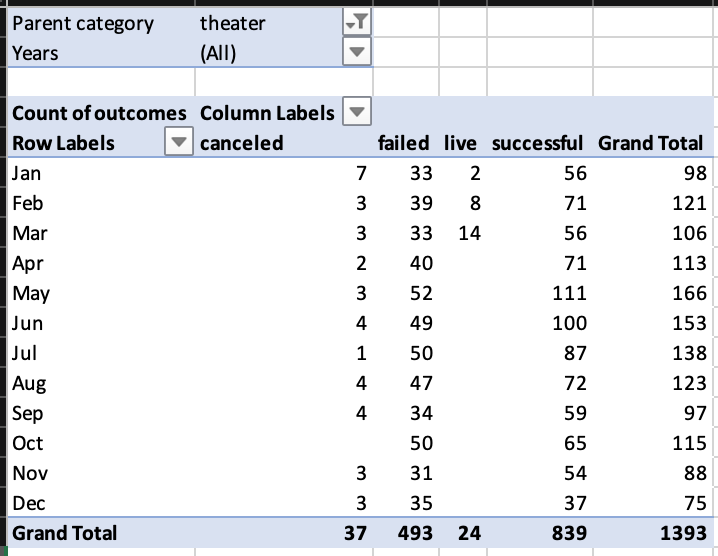 Parent category theater
Years (All)
Count of outcomes Column Labels
Row Labels canceled failed live successful Grand Total
Jan 7 33 2 56 98
Feb 3 39 8 71 121
Mar 3 33 14 56 106
Apr 2 40 71 113
May 3 52 111 166
Jun 4 49 100 153
Jul 1 50 87 138
Aug 4 47 72 123
Sep 4 34 59 97
Oct 50 65 115
Nov 3 31 54 88
Dec 3 35 37 75
Grand Total 37 493 24 839 1393